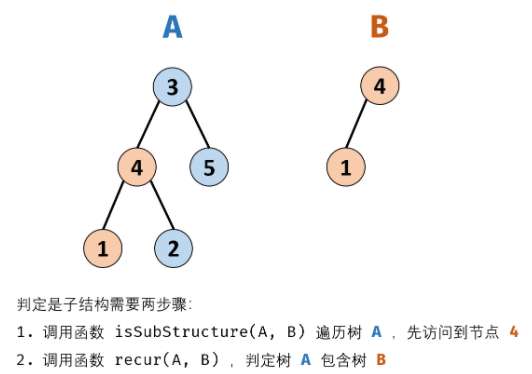 A B
3 4
4 5 1
1 2
判定是子结构需要两步骤:
1. 调用函数 isSubStructure(A, B) 遍历树 A , 先访问到节点 4
2. 调用函数 recur(A, B) , 判定树 A 包含树 B